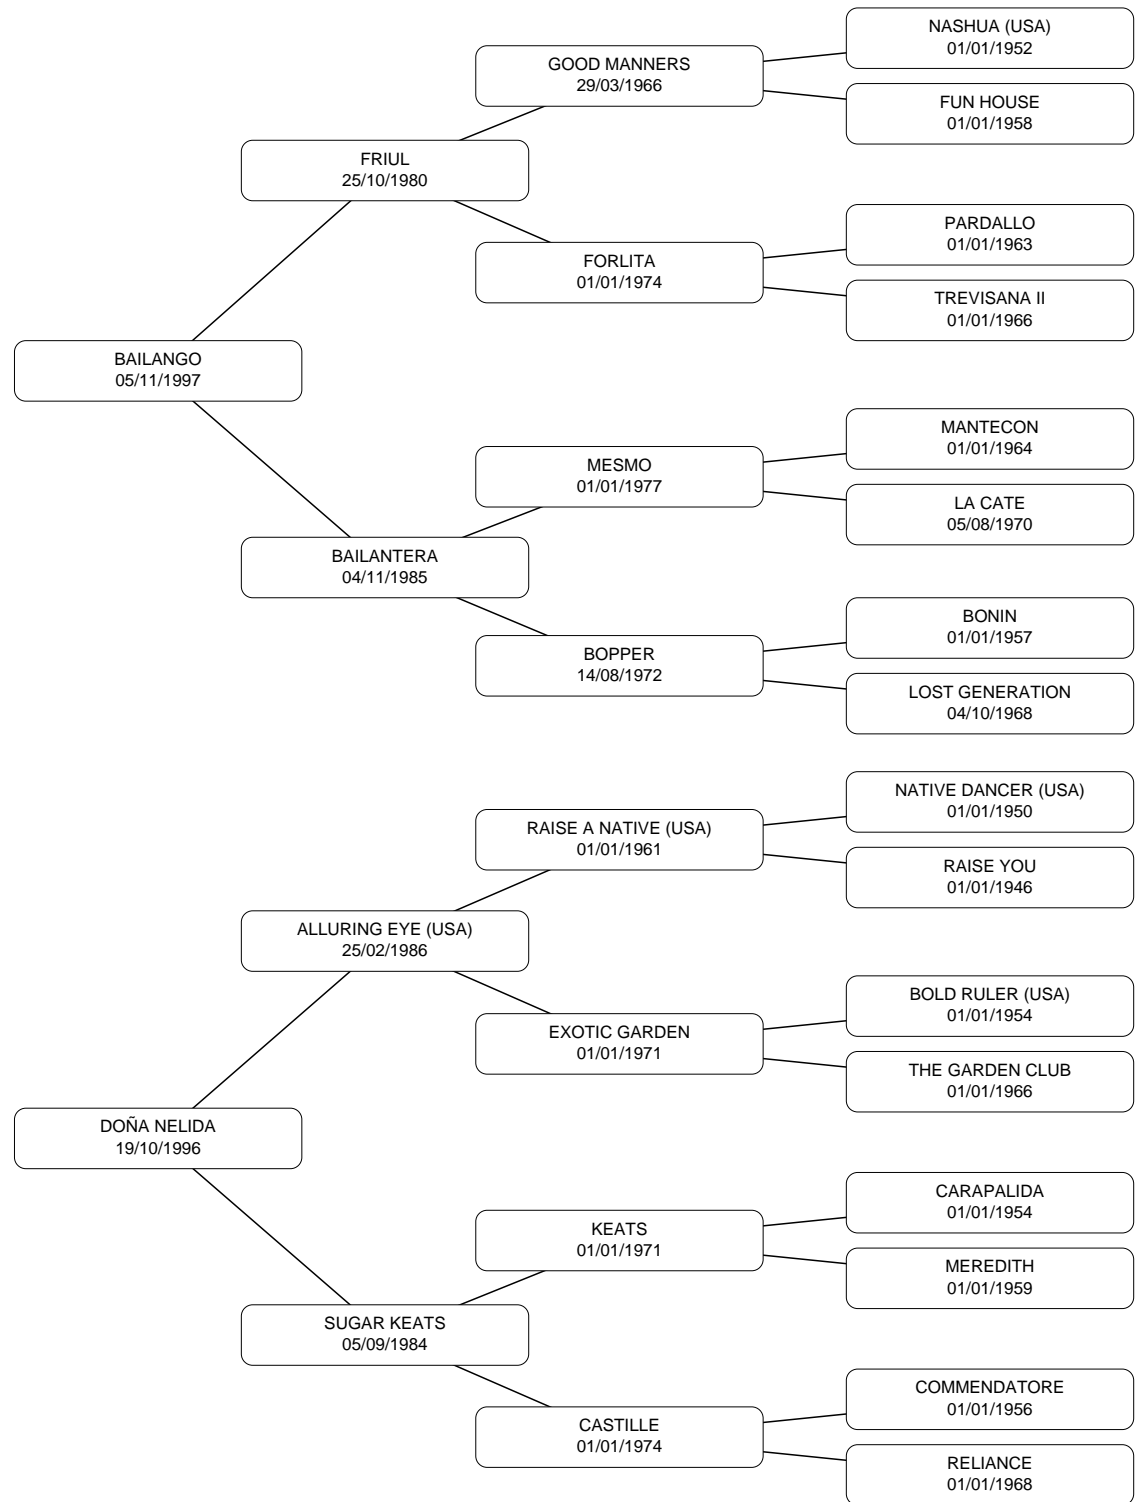 NASHUA (USA)
01/01/1952
GOOD MANNERS
29/03/1966
FUN HOUSE
01/01/1958
FRIUL
25/10/1980
PARDALLO
01/01/1963
FORLITA
01/01/1974
TREVISANA II
01/01/1966
BAILANGO
05/11/1997
MANTECON
01/01/1964
MESMO
01/01/1977
LA CATE
05/08/1970
BAILANTERA
04/11/1985
BONIN
01/01/1957
BOPPER
14/08/1972
LOST GENERATION
04/10/1968
NATIVE DANCER (USA)
01/01/1950
RAISE A NATIVE (USA)
01/01/1961
RAISE YOU
01/01/1946
ALLURING EYE (USA)
25/02/1986
BOLD RULER (USA)
01/01/1954
EXOTIC GARDEN
01/01/1971
THE GARDEN CLUB
01/01/1966
DOÑA NELIDA
19/10/1996
CARAPALIDA
01/01/1954
KEATS
01/01/1971
MEREDITH
01/01/1959
SUGAR KEATS
05/09/1984
COMMENDATORE
01/01/1956
CASTILLE
01/01/1974
RELIANCE
01/01/1968